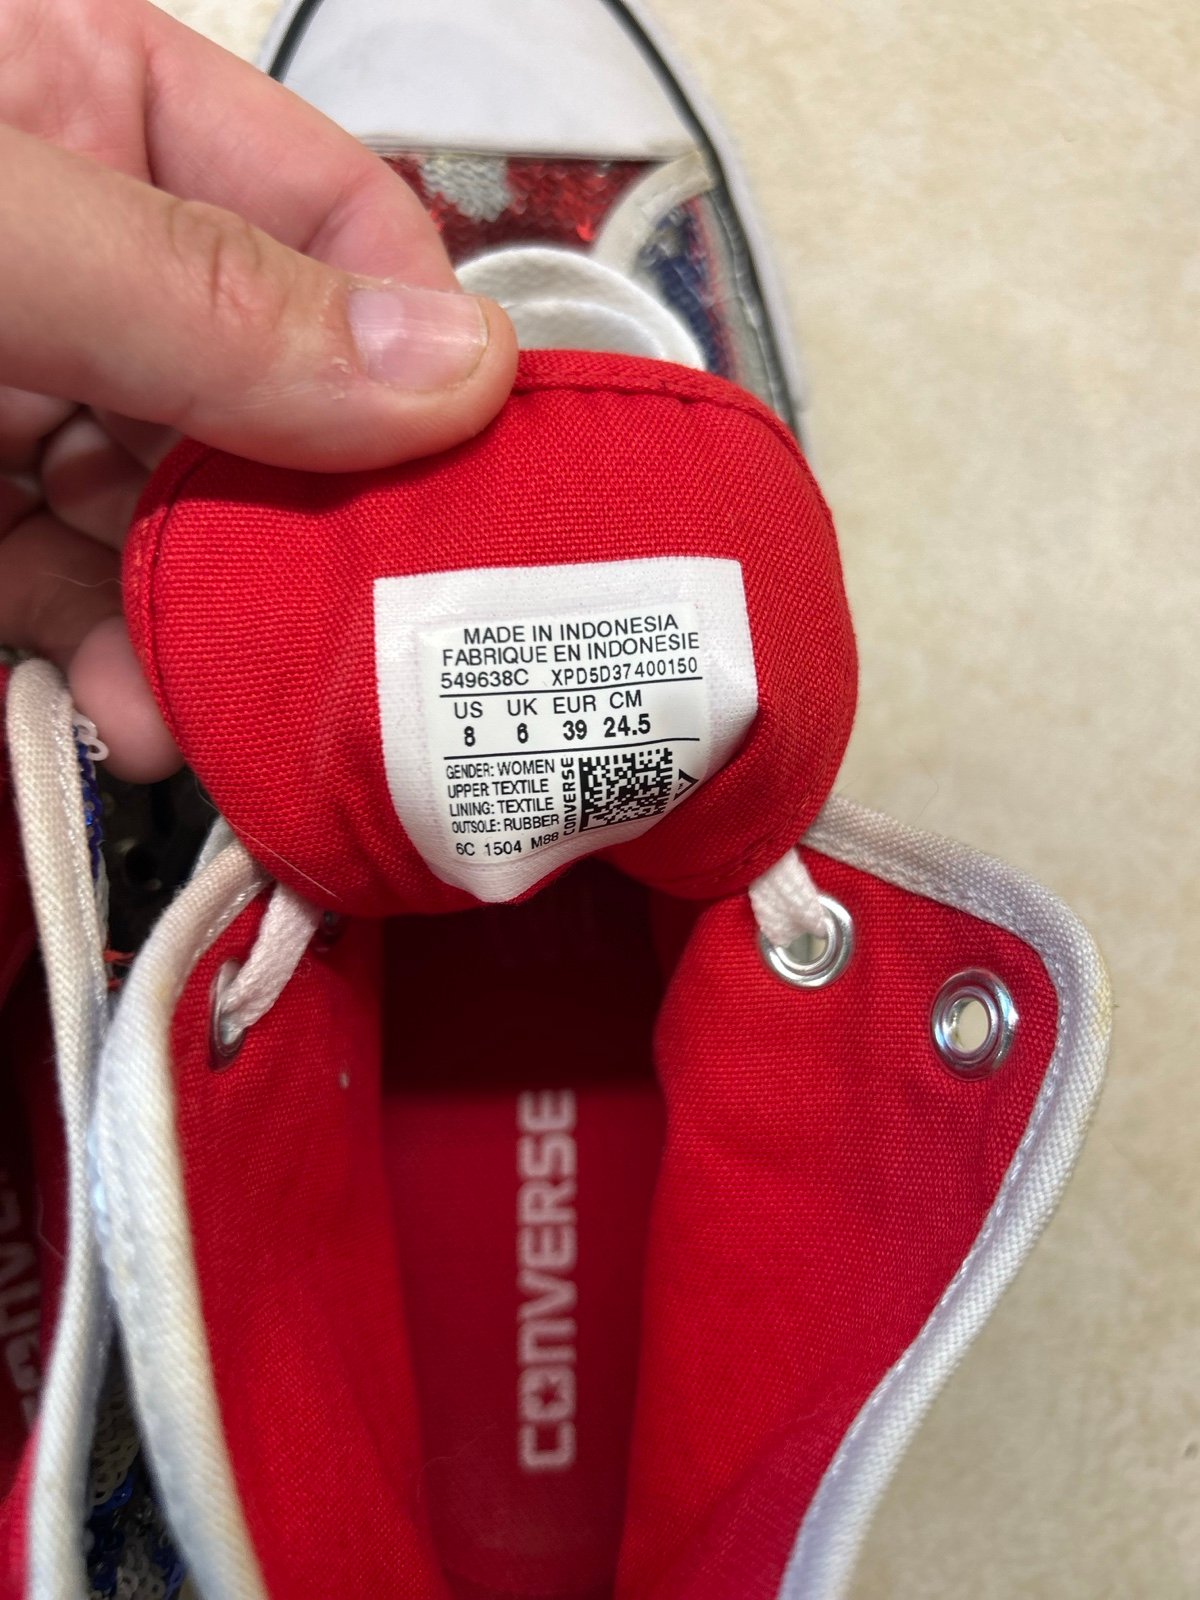 MADE IN INDONESIA
FABRIQUE EN INDONESIE
549638C XPD5D37400150
US UK EUR CM
8 6 39 24.5
GENDER: WOMEN
UPPER TEXTILE
LINING: TEXTILE
OUTSOLE: RUBBER
CONVERSE
6C 1504 M88
CONVERSE